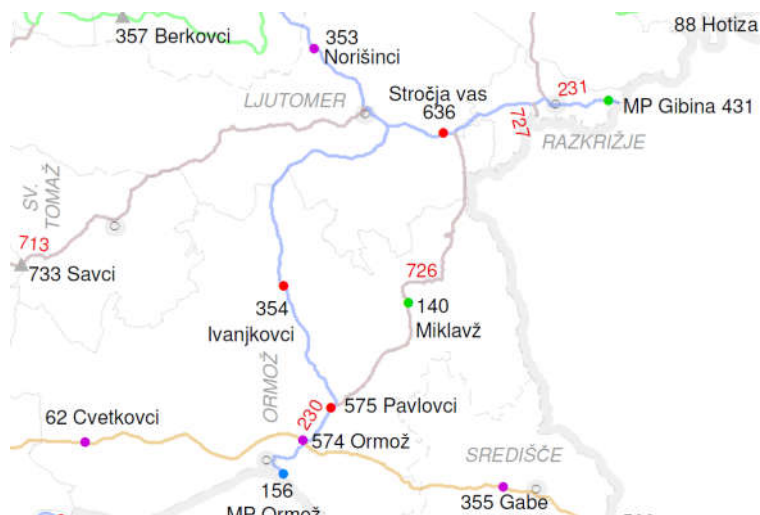 88 Hotiza
357 Berkovci
353
Norišinci
LJUTOMER
Stročja vas
636
231
MP Gibina 431
727
RAZKRIŽJE
SV.
TOMAŽ
713
733 Savci
726
354
Ivanjkovci
140
Miklavž
ORMOŽ
230
575 Pavlovci
62 Cvetkovci
574 Ormož
SREDIŠČE
156
MP Ormož
355 Gabe